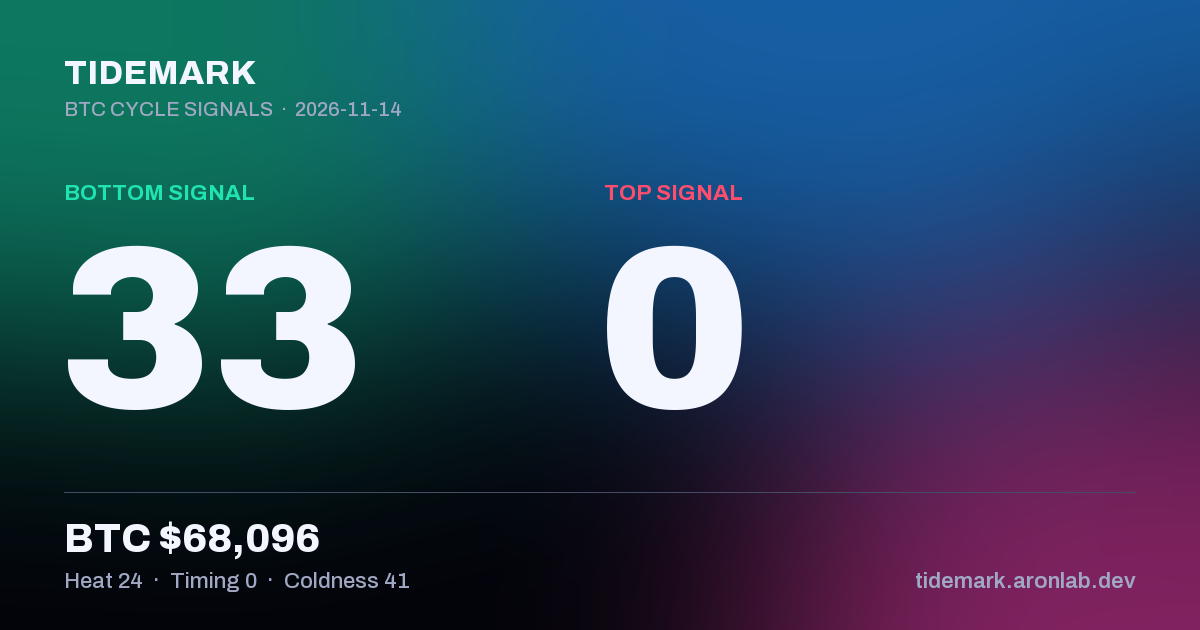 TIDEMARK
BTC CYCLE SIGNALS · 2026-11-14
BOTTOM SIGNAL
33
TOP SIGNAL
0
BTC $68,096
Heat 24 · Timing 0 · Coldness 41
tidemark.aronlab.dev